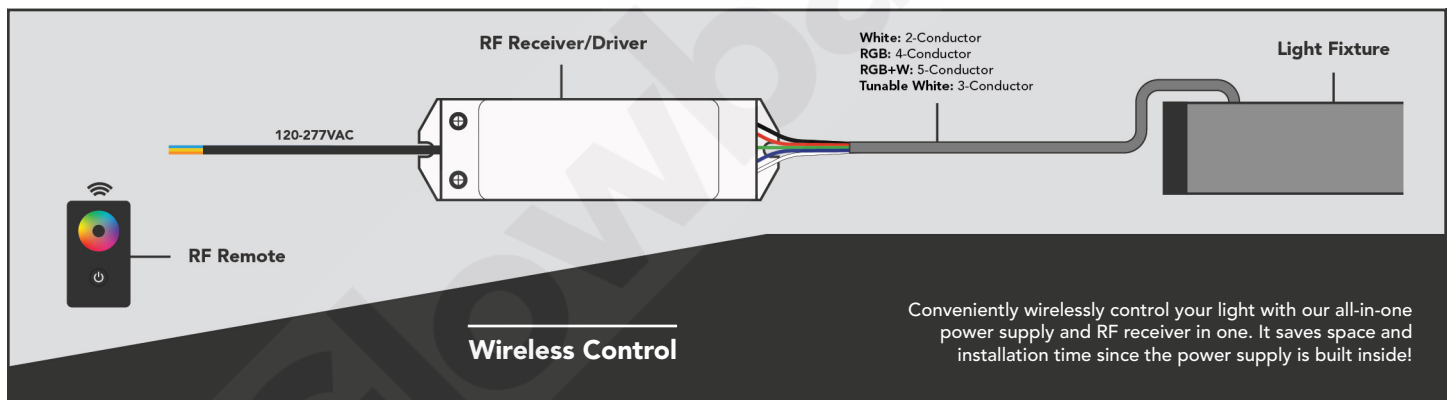 RF Receiver/Driver
White: 2-Conductor
RGB: 4-Conductor
RGB+W: 5-Conductor
Tunable White: 3-Conductor
Light Fixture
120-277VAC
RF Remote
Wireless Control
Conveniently wirelessly control your light with our all-in-one
power supply and RF receiver in one. It saves space and
installation time since the power supply is built inside!